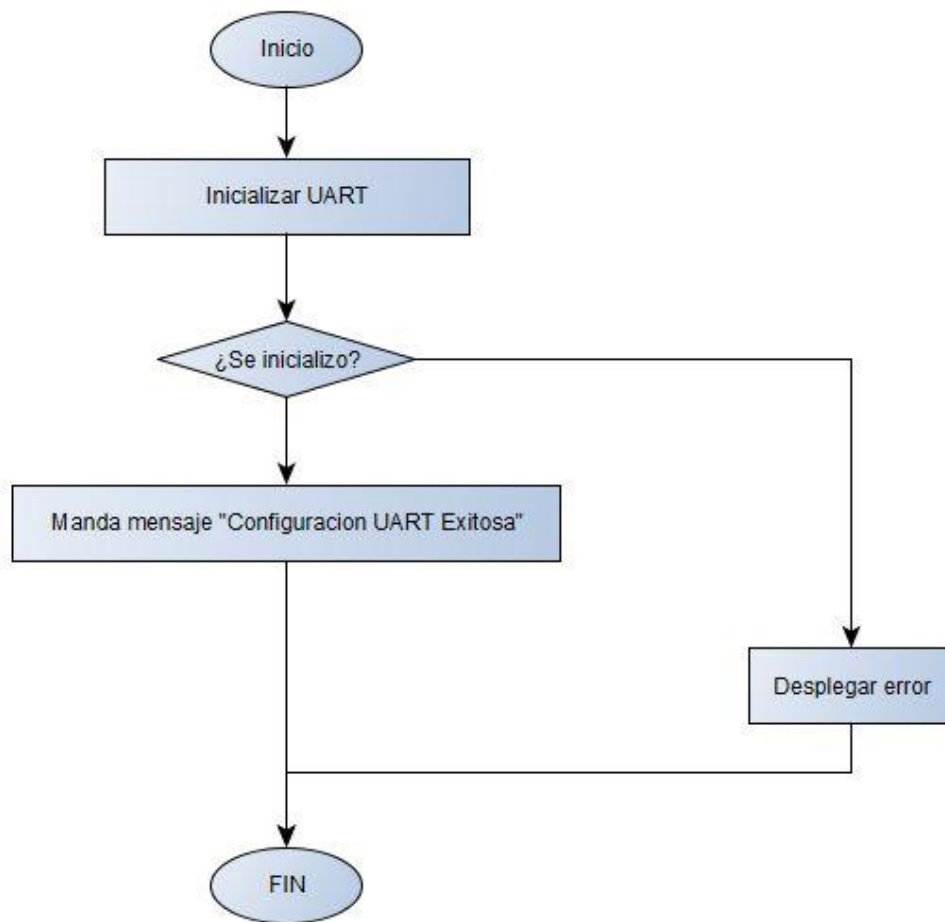 Inicio
Inicializar UART
¿Se inicializo?
Manda mensaje "Configuracion UART Exitosa"
Desplegar error
FIN